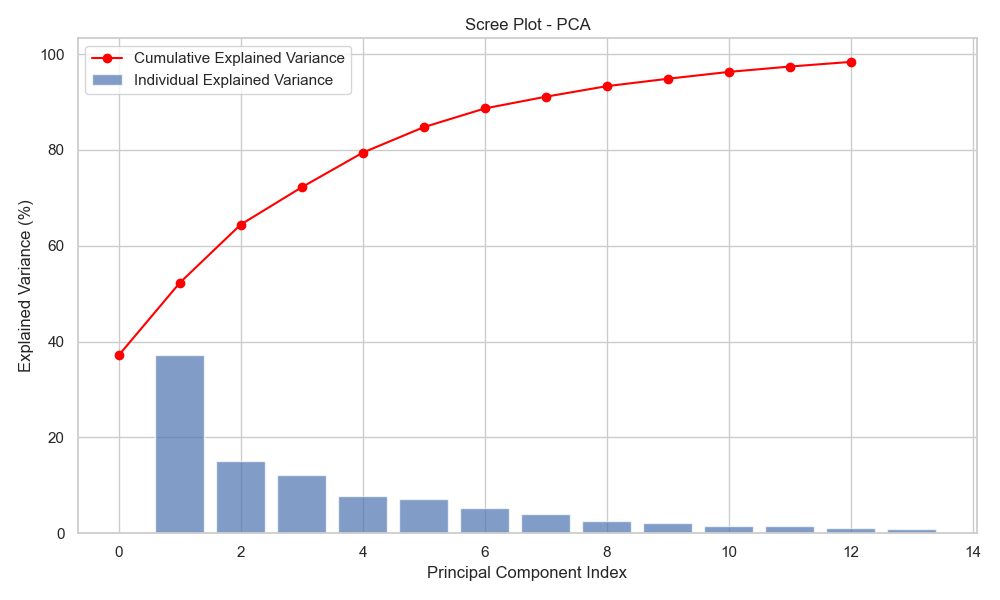 Scree Plot - PCA
Cumulative Explained Variance
Individual Explained Variance
Explained Variance (%)
100
80
60
40
20
0
0 2 4 6 8 10 12 14
Principal Component Index